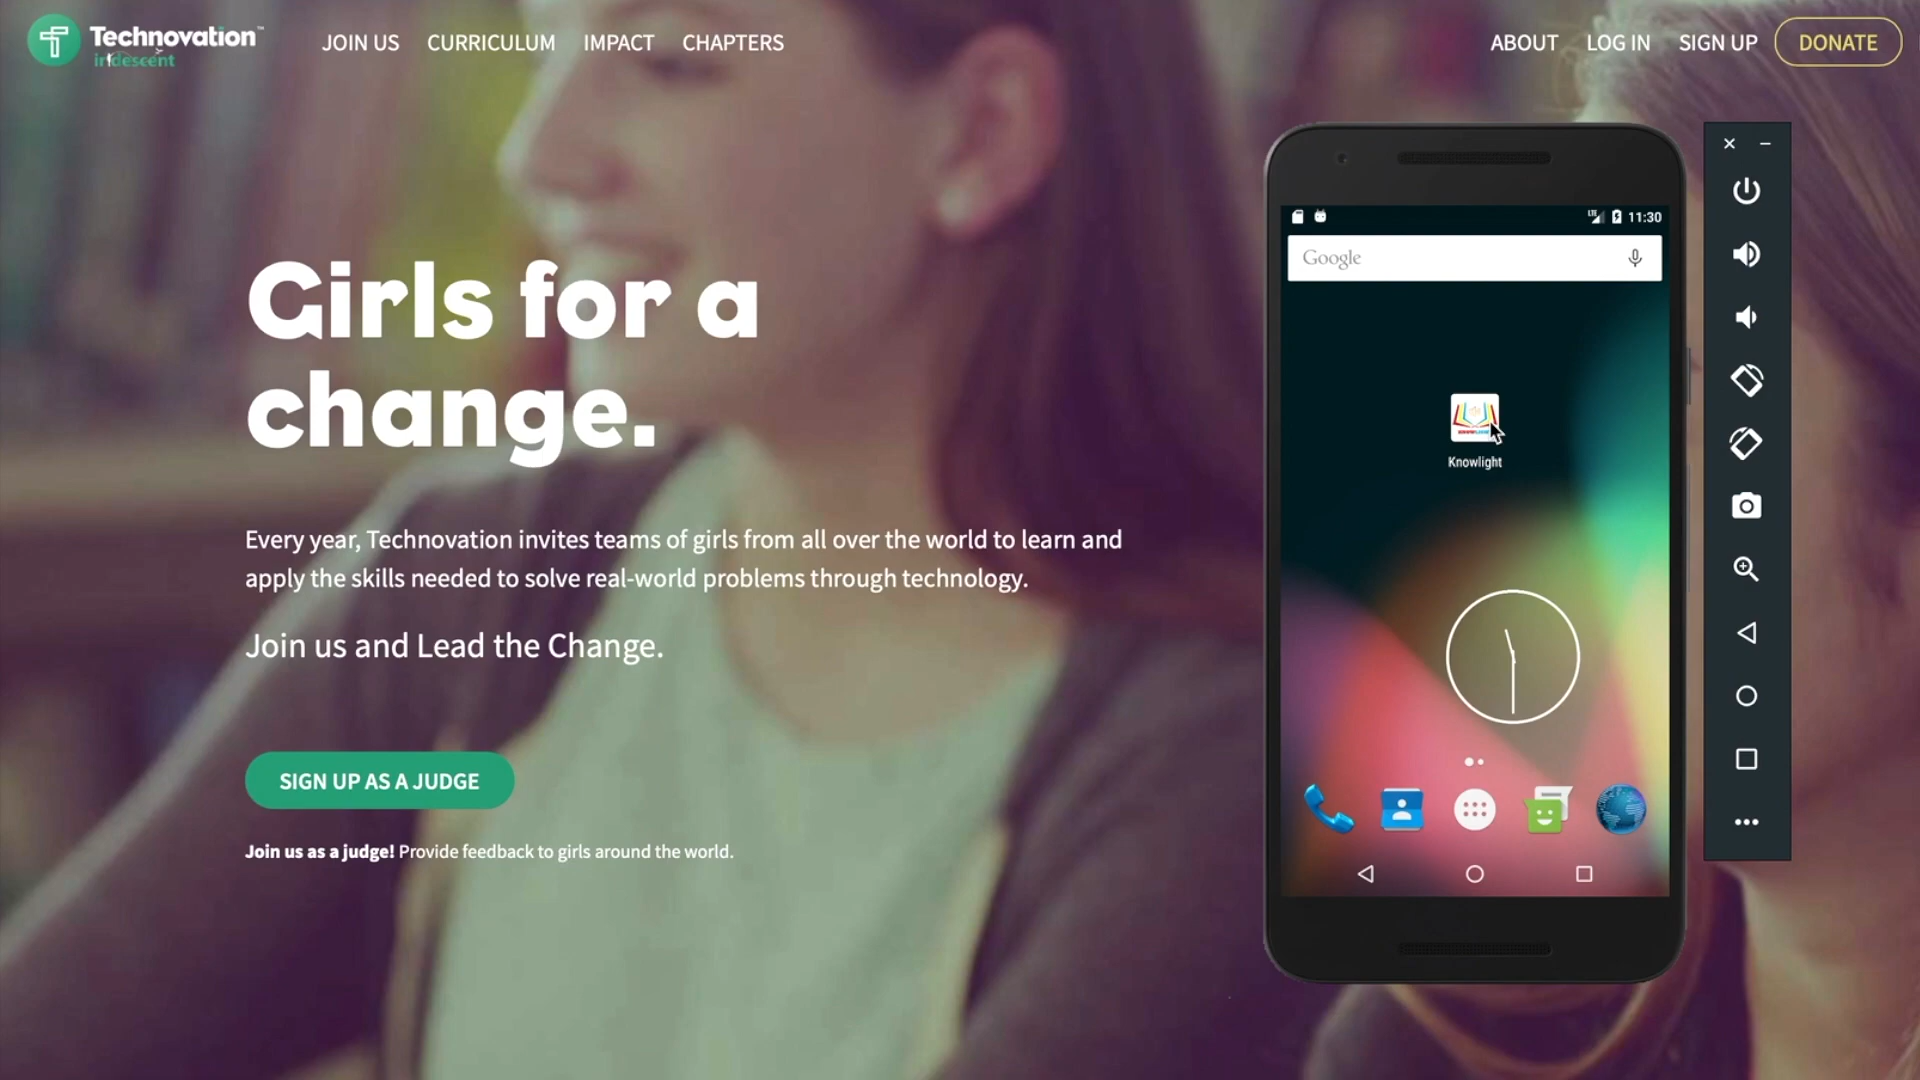 Technovation™
iridescent
JOIN US
CURRICULUM
IMPACT
CHAPTERS
ABOUT
LOG IN
SIGN UP
DONATE
Girls for a
change.
Every year, Technovation invites teams of girls from all over the world to learn and
apply the skills needed to solve real-world problems through technology.
Join us and Lead the Change.
SIGN UP AS A JUDGE
Join us as a judge! Provide feedback to girls around the world.
LTE
11:30
Google
Knowlight